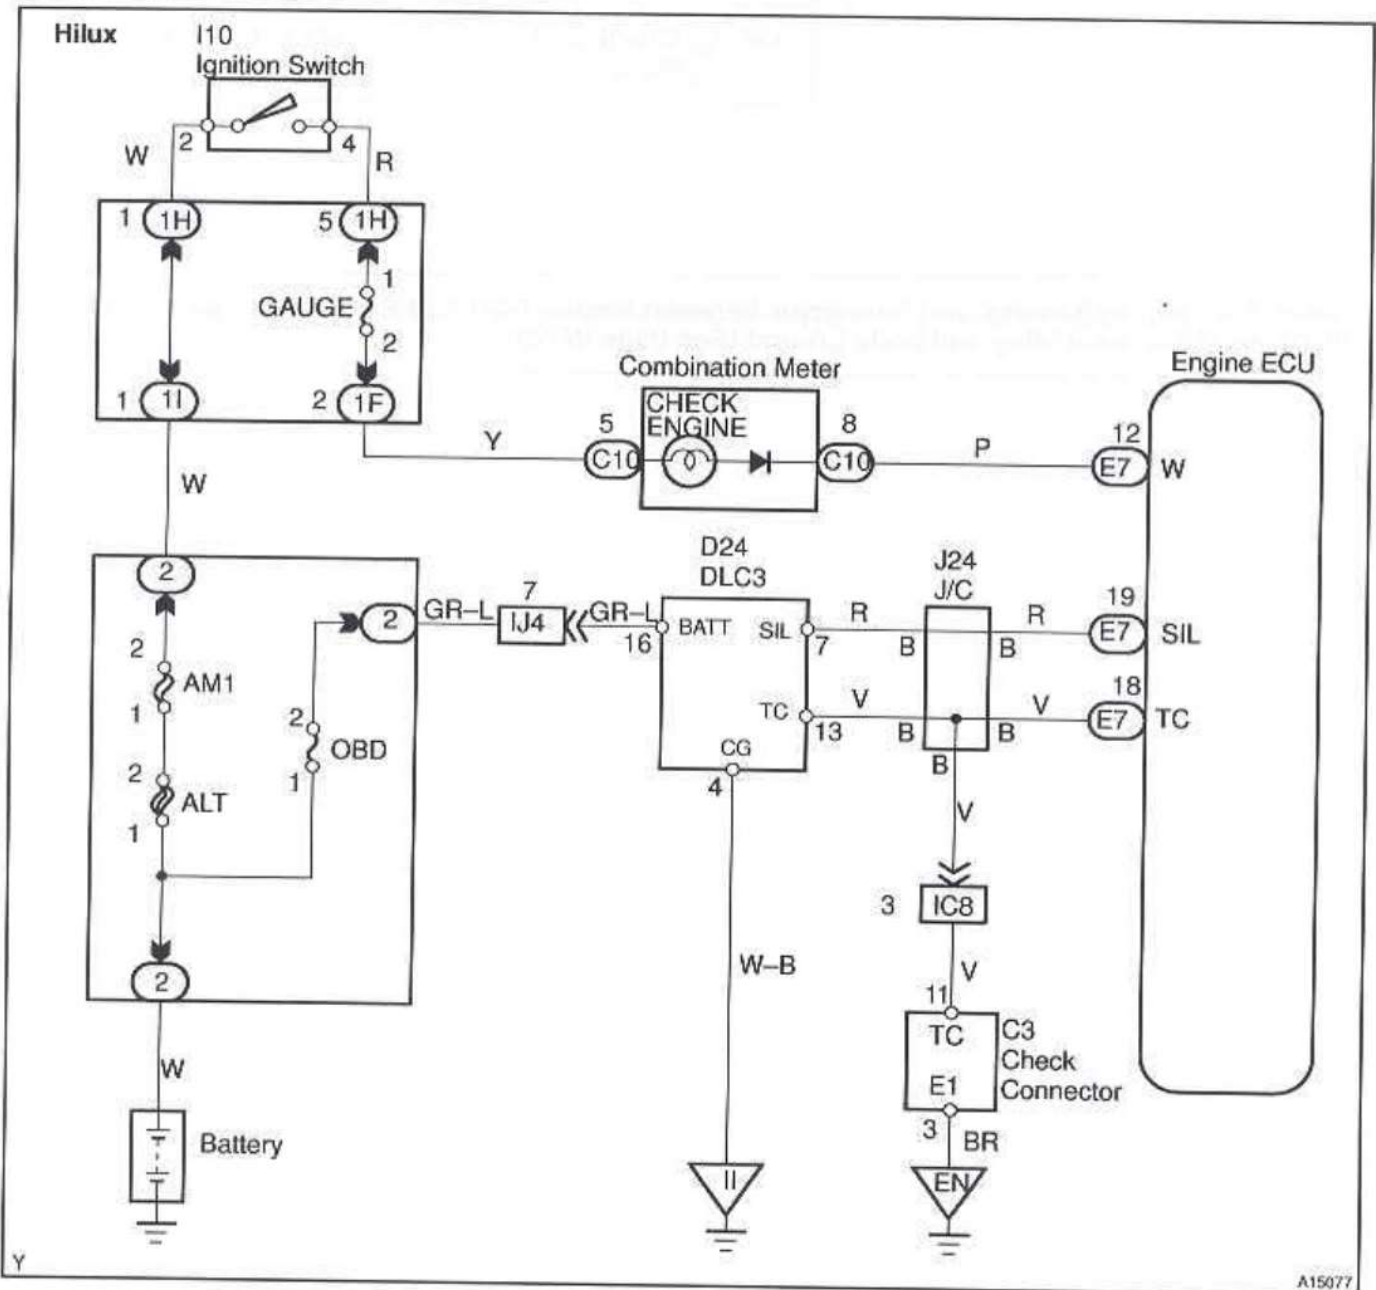 Hilux
I10
Ignition Switch
2
4
W
R
1
1H
5
1H
1
GAUGE
2
1
1I
2
1F
Combination Meter
CHECK
ENGINE
Engine ECU
Y
5
C10
8
C10
P
12
E7
W
W
D24
DLC3
J24
J/C
2
2
GR–L
7
IJ4
GR–L
16
BATT
SIL
7
R
B
B
R
19
E7
SIL
2
AM1
1
2
OBD
1
TC
13
V
B
B
V
18
E7
TC
CG
4
B
V
2
ALT
1
3
IC8
W–B
V
2
11
TC
C3
Check
Connector
E1
W
3
BR
Battery
II
EN
Y
A15077